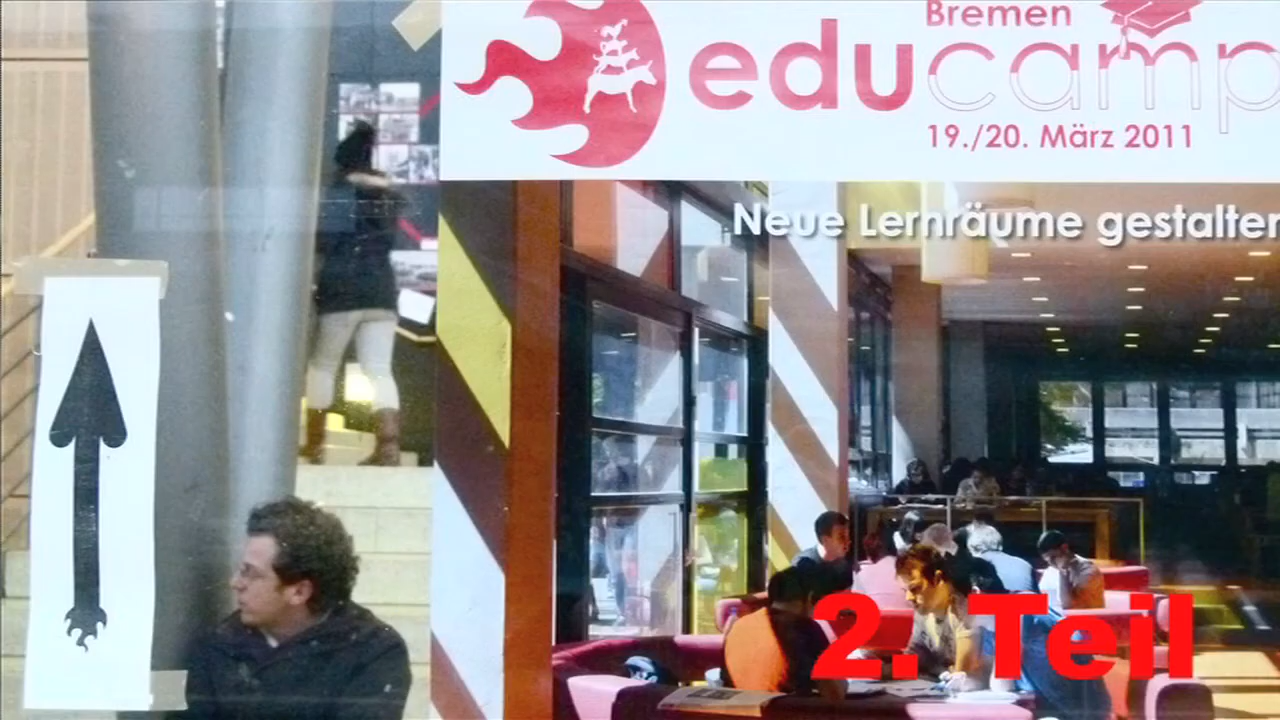 Bremen
educamp
19./20. März 2011
Neue Lernräume gestalten
2. Teil